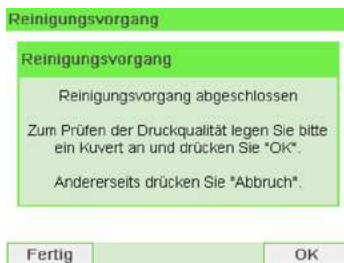 Reinigungsvorgang
Reinigungsvorgang
Reinigungsvorgang abgeschlossen
Zum Prüfen der Druckqualität legen Sie bitte
ein Kuvert an und drücken Sie "OK".
Andererseits drücken Sie "Abbruch".
Fertig
OK